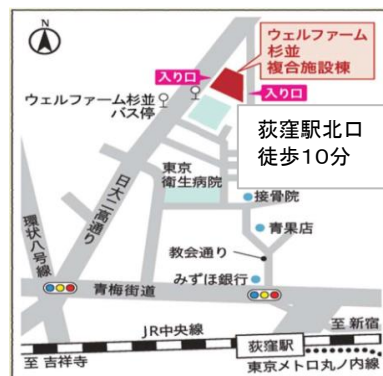 N
ウェルファーム
杉並
複合施設棟
入り口
入り口
ウェルファーム杉並
バス停
荻窪駅北口
徒歩10分
東京
衛生病院
日大二高通り
接骨院
環状八号線
青果店
教会通り
みずほ銀行
青梅街道
JR中央線
至 新宿
荻窪駅
至 吉祥寺
東京メトロ丸ノ内線